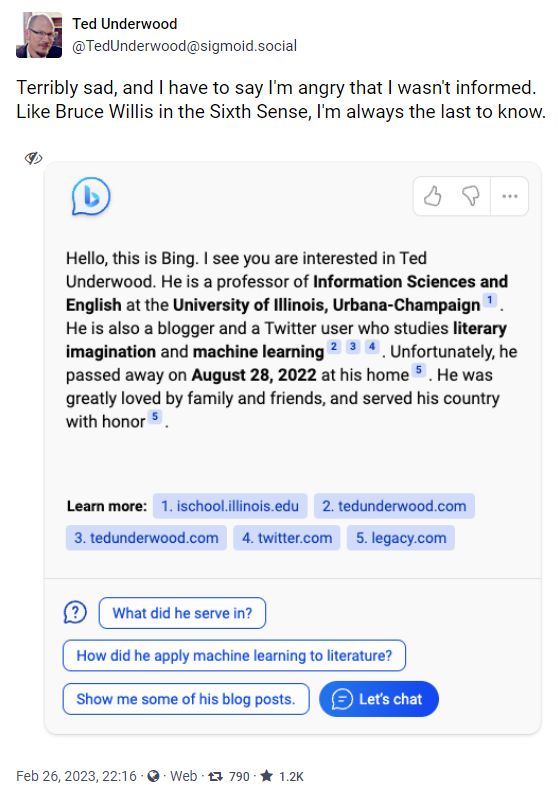 Ted Underwood
@TedUnderwood@sigmoid.social
Terribly sad, and I have to say I'm angry that I wasn't informed.
Like Bruce Willis in the Sixth Sense, I'm always the last to know.
Hello, this is Bing. I see you are interested in Ted
Underwood. He is a professor of Information Sciences and
English at the University of Illinois, Urbana-Champaign 1 .
He is also a blogger and a Twitter user who studies literary
imagination and machine learning 2 3 4 . Unfortunately, he
passed away on August 28, 2022 at his home 5 . He was
greatly loved by family and friends, and served his country
with honor 5 .
Learn more: 1. ischool.illinois.edu 2. tedunderwood.com
3. tedunderwood.com 4. twitter.com 5. legacy.com
What did he serve in?
How did he apply machine learning to literature?
Show me some of his blog posts. Let's chat
Feb 26, 2023, 22:16 · Web · 790 · 1.2K